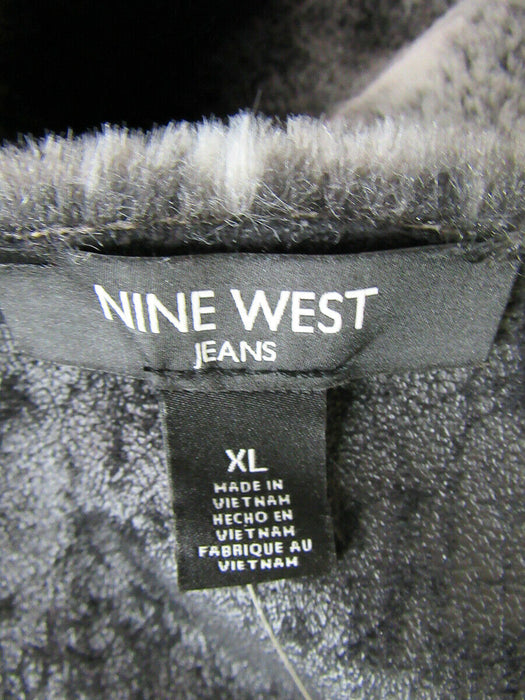 NINE WEST
JEANS
XL
MADE IN
VIETNAM
HECHO EN
VIETNAM
FABRIQUE AU
VIETNAM